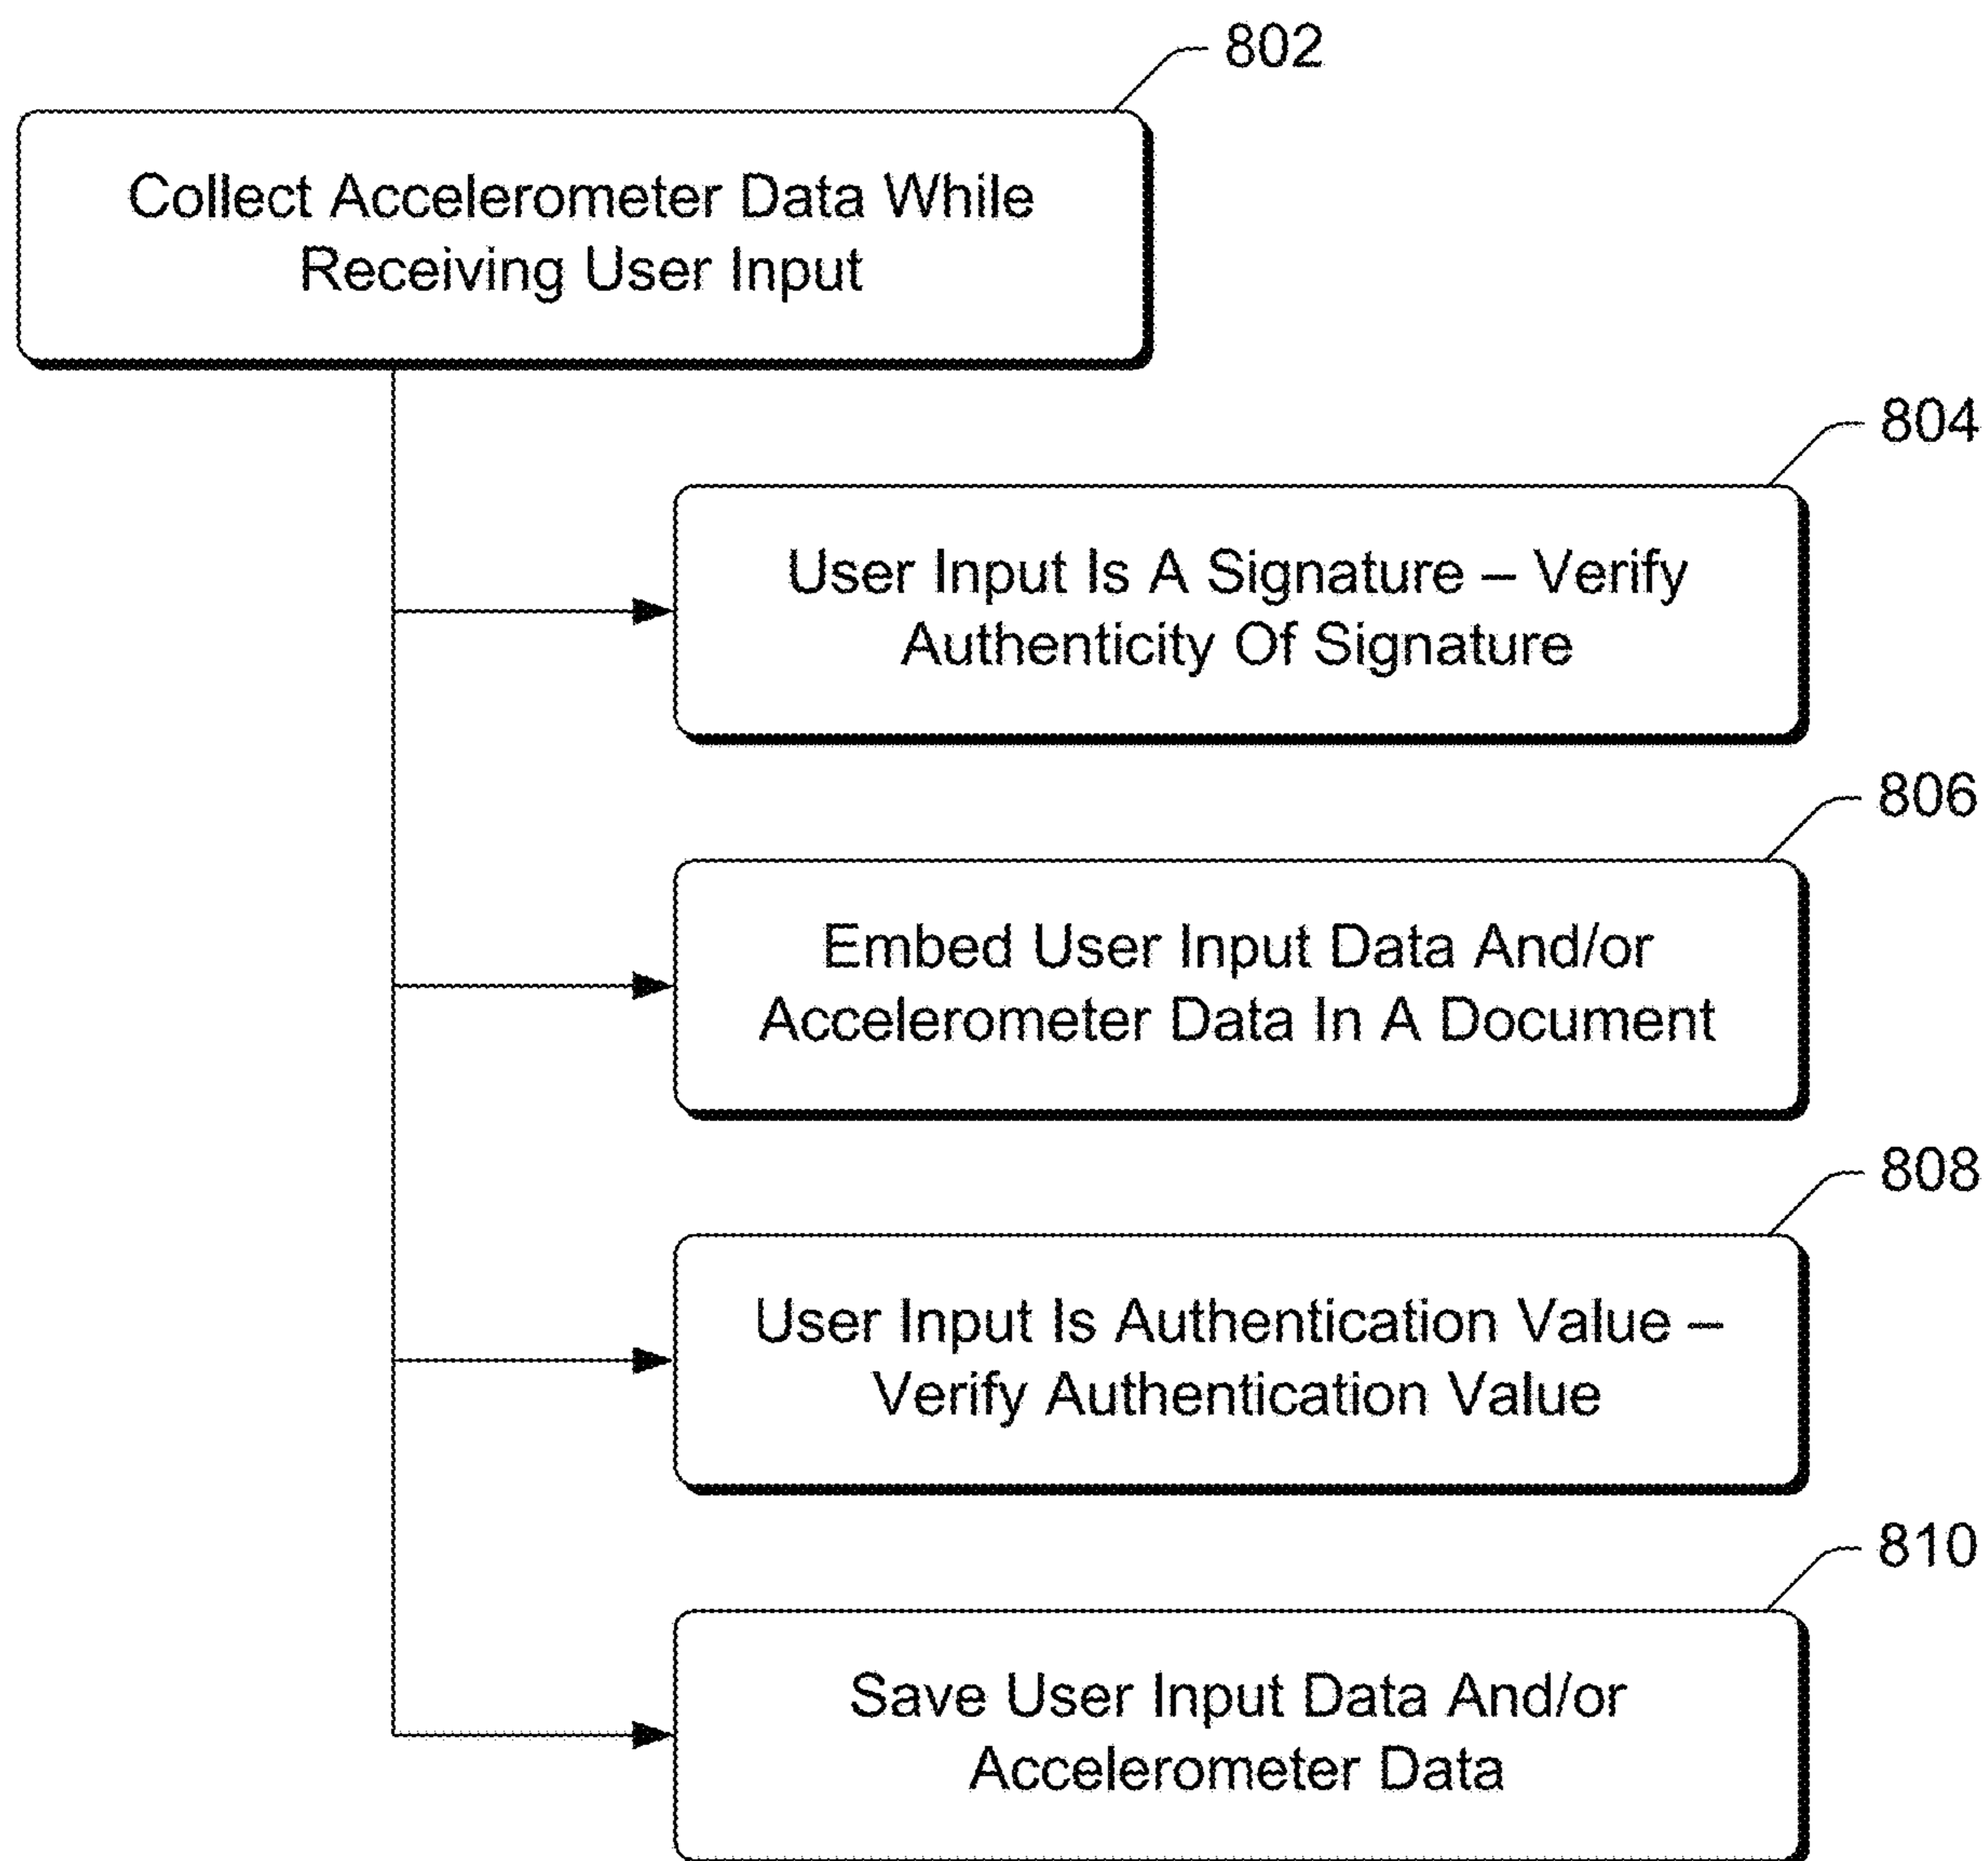 802
Collect Accelerometer Data While
Receiving User Input
804
User Input Is A Signature – Verify
Authenticity Of Signature
806
Embed User Input Data And/or
Accelerometer Data In A Document
808
User Input Is Authentication Value –
Verify Authentication Value
810
Save User Input Data And/or
Accelerometer Data